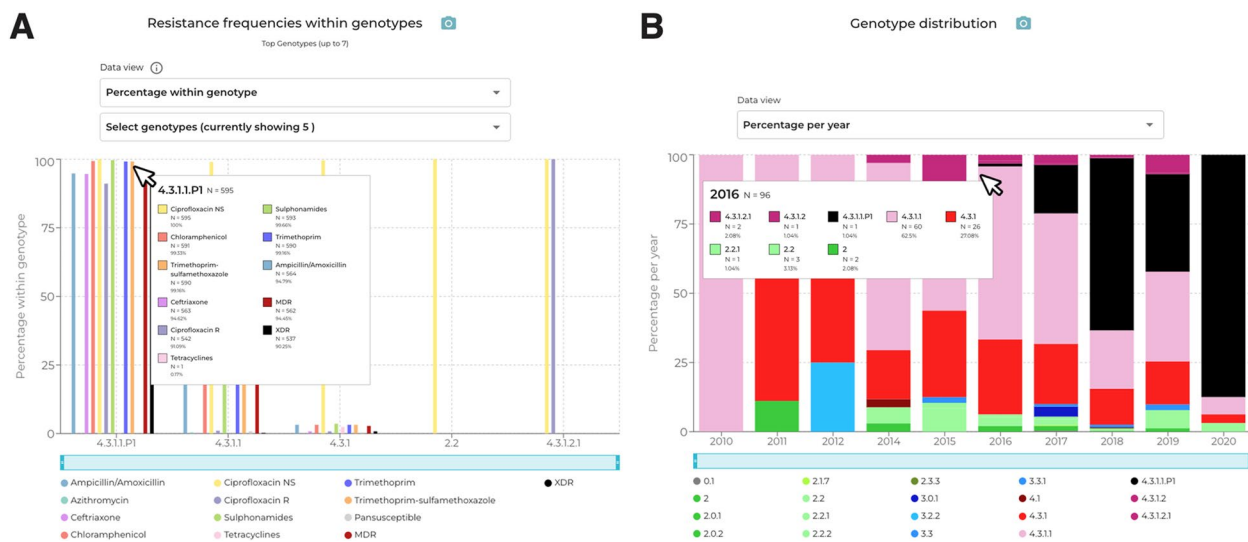 A
Resistance frequencies within genotypes
Top Genotypes (up to 7)
Data view
Percentage within genotype
Select genotypes (currently showing 5 )
Percentage within genotype
100
75
50
25
0
4.3.1.1.P1 N = 595
Ciprofloxacin NS
N = 595
100%
Sulphonamides
N = 593
99.66%
Chloramphenicol
N = 591
99.33%
Trimethoprim
N = 590
99.16%
Trimethoprim-
sulfamethoxazole
N = 590
99.16%
Ampicillin/Amoxicillin
N = 564
94.79%
Ceftriaxone
N = 563
94.62%
MDR
N = 562
94.45%
Ciprofloxacin R
N = 542
91.09%
XDR
N = 537
90.25%
Tetracyclines
N = 1
0.17%
4.3.1.1.P1
4.3.1.1
4.3.1
2.2
4.3.1.2.1
Ampicillin/Amoxicillin
Ciprofloxacin NS
Trimethoprim
XDR
Azithromycin
Ciprofloxacin R
Trimethoprim-sulfamethoxazole
Ceftriaxone
Sulphonamides
Pansusceptible
Chloramphenicol
Tetracyclines
MDR
B
Genotype distribution
Data view
Percentage per year
Percentage per year
100
75
50
25
0
2016 N = 96
4.3.1.2.1
N = 2
2.08%
4.3.1.2
N = 1
1.04%
4.3.1.1.P1
N = 1
1.04%
4.3.1.1
N = 60
62.5%
4.3.1
N = 26
27.08%
2.2.1
N = 1
1.04%
2.2
N = 3
3.13%
2
N = 2
2.08%
2010
2011
2012
2014
2015
2016
2017
2018
2019
2020
0.1
2.1.7
2.3.3
3.3.1
4.3.1.1.P1
2
2.2
3.0.1
4.1
4.3.1.2
2.0.1
2.2.1
3.2.2
4.3.1
4.3.1.2.1
2.0.2
2.2.2
3.3
4.3.1.1